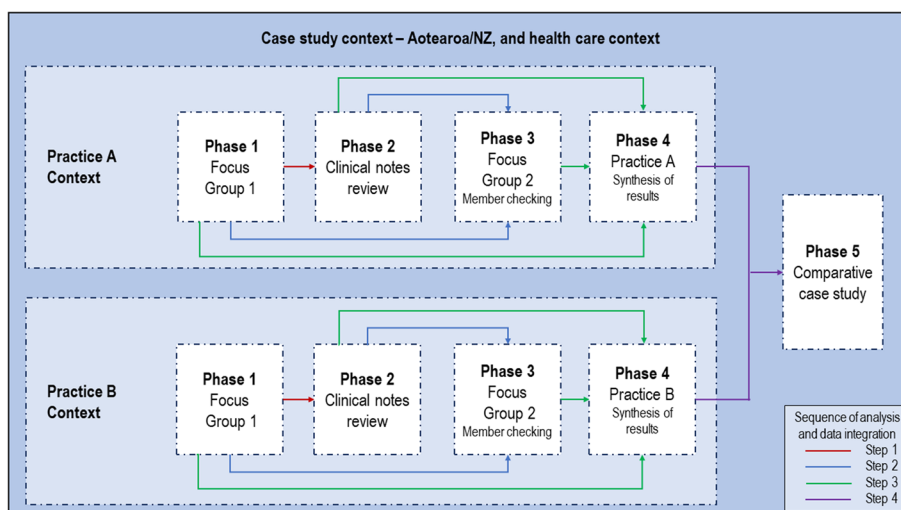 Case study context – Aotearoa/NZ, and health care context
Practice A
Context
Phase 1
Focus
Group 1
Phase 2
Clinical notes
review
Phase 3
Focus
Group 2
Member checking
Phase 4
Practice A
Synthesis of
results
Phase 5
Comparative
case study
Practice B
Context
Phase 1
Focus
Group 1
Phase 2
Clinical notes
review
Phase 3
Focus
Group 2
Member checking
Phase 4
Practice B
Synthesis of
results
Sequence of analysis
and data integration
Step 1
Step 2
Step 3
Step 4